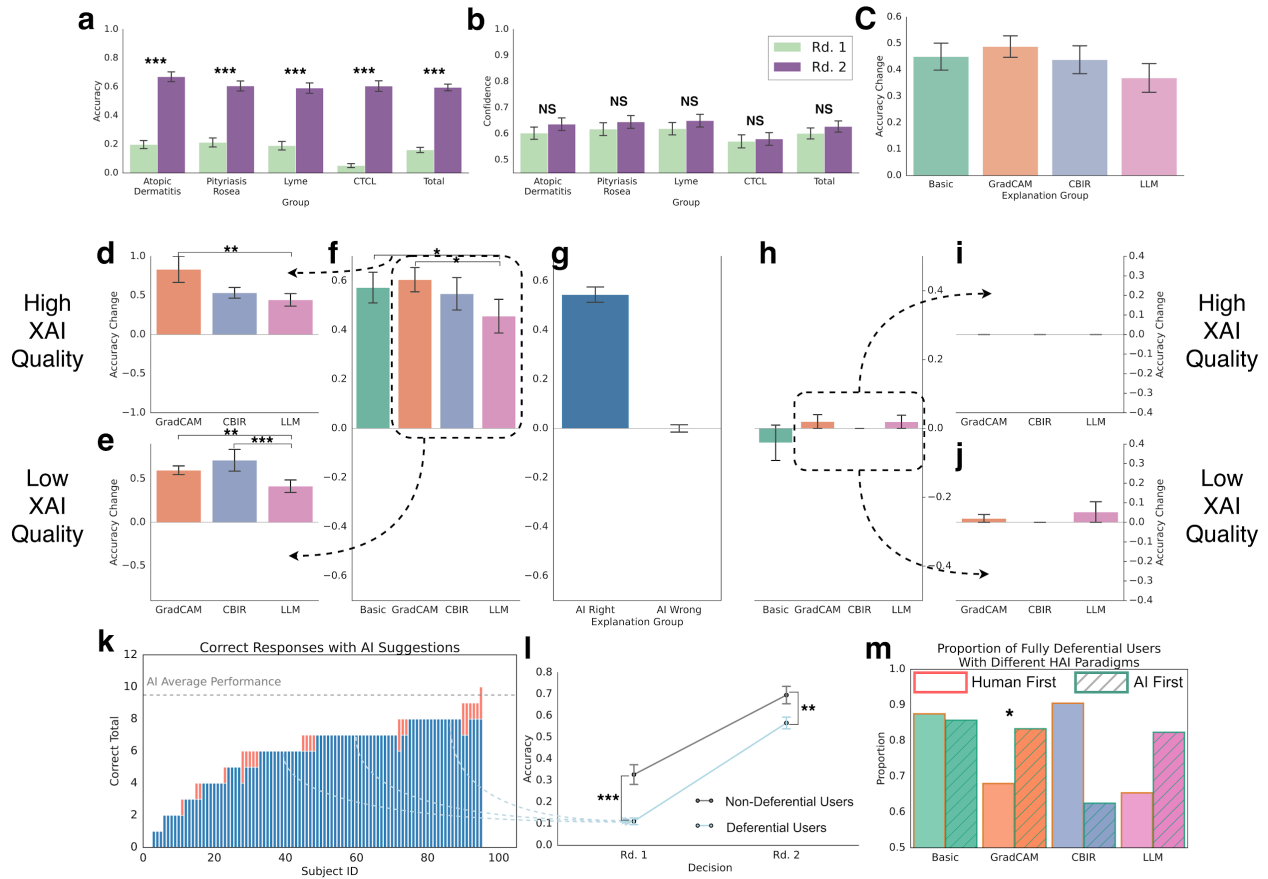 a
1.0
0.8
0.6
0.4
0.2
0.0
Accuracy
***
***
***
***
***
Atopic
Dermatitis
Pityriasis
Rosea
Lyme
CTCL
Total
Group
b
1.0
0.9
0.8
0.7
0.6
0.5
Confidence
Rd. 1
Rd. 2
NS
NS
NS
NS
NS
Atopic
Dermatitis
Pityriasis
Rosea
Lyme
CTCL
Total
Group
C
0.6
0.5
0.4
0.3
0.2
0.1
0.0
Accuracy Change
Basic
GradCAM
CBIR
LLM
Explanation Group
High
XAI
Quality
d
1.0
0.5
0.0
−0.5
−1.0
Accuracy Change
**
GradCAM
CBIR
LLM
Low
XAI
Quality
e
0.5
0.0
−0.5
Accuracy Change
**
***
GradCAM
CBIR
LLM
f
0.6
0.4
0.2
0.0
−0.2
−0.4
−0.6
*
*
Basic
GradCAM
CBIR
LLM
g
0.6
0.4
0.2
0.0
−0.2
−0.4
−0.6
AI Right
AI Wrong
Explanation Group
h
0.4
0.2
0.0
−0.2
−0.4
Basic
GradCAM
CBIR
LLM
i
0.4
0.3
0.2
0.1
0.0
−0.1
−0.2
−0.3
−0.4
Accuracy Change
GradCAM
CBIR
LLM
High
XAI
Quality
j
0.4
0.3
0.2
0.1
0.0
−0.1
−0.2
−0.3
−0.4
Accuracy Change
GradCAM
CBIR
LLM
Low
XAI
Quality
k
Correct Responses with AI Suggestions
12
10
8
6
4
2
0
Correct Total
AI Average Performance
0
20
40
60
80
100
Subject ID
l
0.8
0.7
0.6
0.5
0.4
0.3
0.2
0.1
0.0
Accuracy
***
**
Non-Deferential Users
Deferential Users
Rd. 1
Rd. 2
Decision
m
Proportion of Fully Deferential Users
With Different HAI Paradigms
1.0
0.9
0.8
0.7
0.6
0.5
Proportion
Human First
AI First
*
Basic
GradCAM
CBIR
LLM